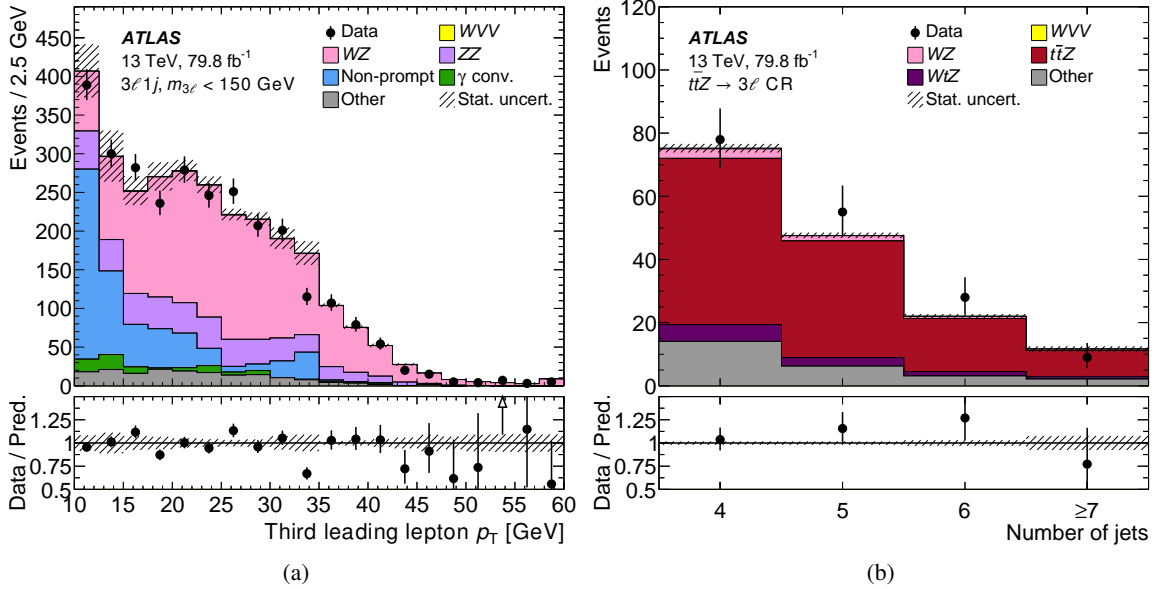 Events / 2.5 GeV
450
400
350
300
250
200
150
100
50
0
ATLAS
13 TeV, 79.8 fb⁻¹
3ℓ1j, m₃ℓ < 150 GeV
Data
WZ
Non-prompt
Other
WVV
ZZ
γ conv.
Stat. uncert.
Data / Pred.
1.25
1
0.75
0.5
10 15 20 25 30 35 40 45 50 55 60
Third leading lepton p_T [GeV]
(a)
Events
120
100
80
60
40
20
0
ATLAS
13 TeV, 79.8 fb⁻¹
tt̄Z → 3ℓ CR
Data
WZ
WtZ
Stat. uncert.
WVV
tt̄Z
Other
Data / Pred.
1.25
1
0.75
0.5
4 5 6 ≥7
Number of jets
(b)